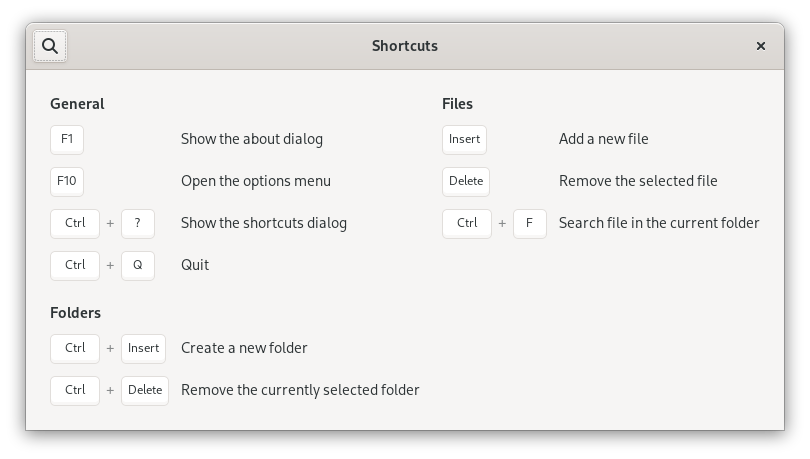 Shortcuts
General
F1 Show the about dialog
F10 Open the options menu
Ctrl + ? Show the shortcuts dialog
Ctrl + Q Quit
Folders
Ctrl + Insert Create a new folder
Ctrl + Delete Remove the currently selected folder
Files
Insert Add a new file
Delete Remove the selected file
Ctrl + F Search file in the current folder